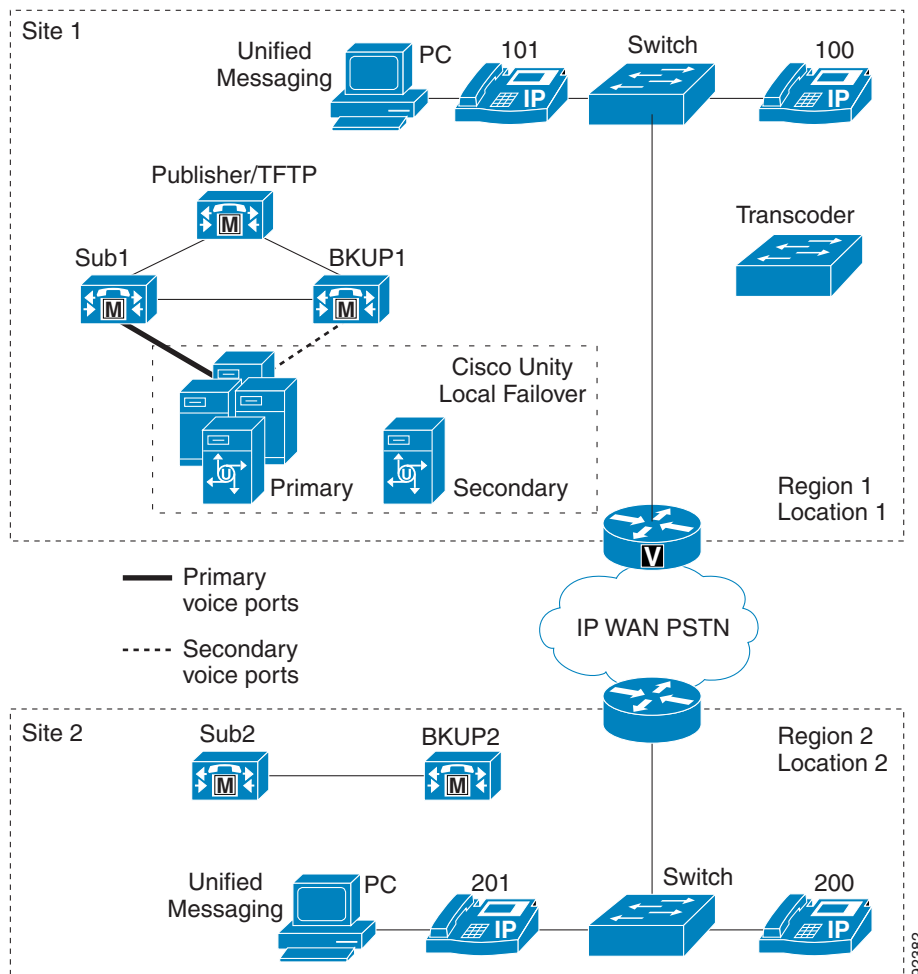 Site 1
Unified
Messaging
PC
101
Switch
100
IP
IP
Publisher/TFTP
M
Transcoder
Sub1
BKUP1
M
M
Cisco Unity
Local Failover
U
U
Primary
Secondary
Region 1
Location 1
V
Primary
voice ports
IP WAN PSTN
Secondary
voice ports
Site 2
Sub2
BKUP2
Region 2
Location 2
M
M
Unified
Messaging
PC
201
Switch
200
IP
IP